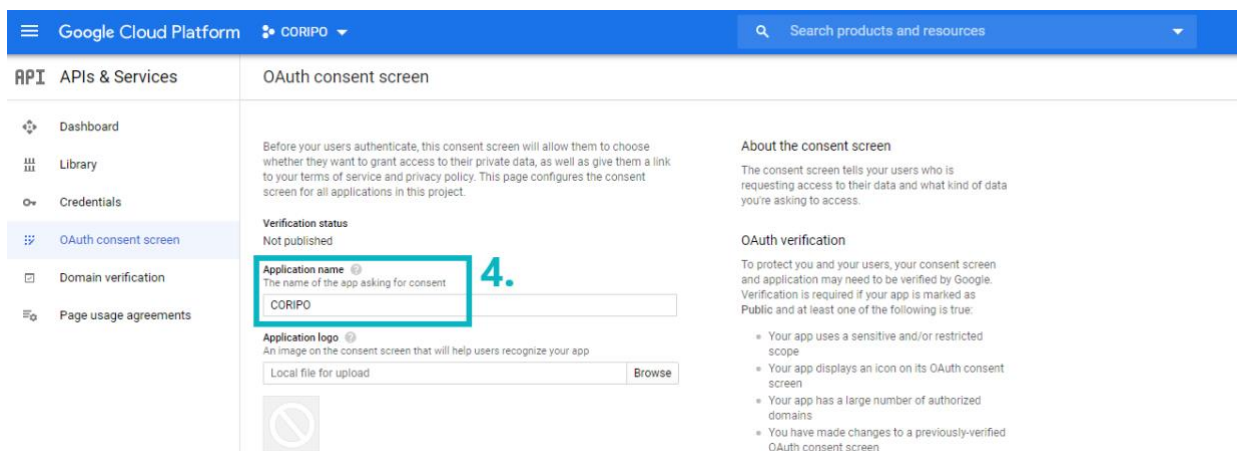 Google Cloud Platform
CORIPO
Search products and resources
API APIs & Services
OAuth consent screen
Dashboard
Library
Credentials
OAuth consent screen
Domain verification
Page usage agreements
Before your users authenticate, this consent screen will allow them to choose
whether they want to grant access to their private data, as well as give them a link
to your terms of service and privacy policy. This page configures the consent
screen for all applications in this project.
Verification status
Not published
Application name
The name of the app asking for consent
4.
CORIPO
Application logo
An image on the consent screen that will help users recognize your app
Local file for upload
Browse
About the consent screen
The consent screen tells your users who is
requesting access to their data and what kind of data
you're asking to access.
OAuth verification
To protect you and your users, your consent screen
and application may need to be verified by Google.
Verification is required if your app is marked as
Public and at least one of the following is true:
Your app uses a sensitive and/or restricted
scope
Your app displays an icon on its OAuth consent
screen
Your app has a large number of authorized
domains
You have made changes to a previously-verified
OAuth consent screen